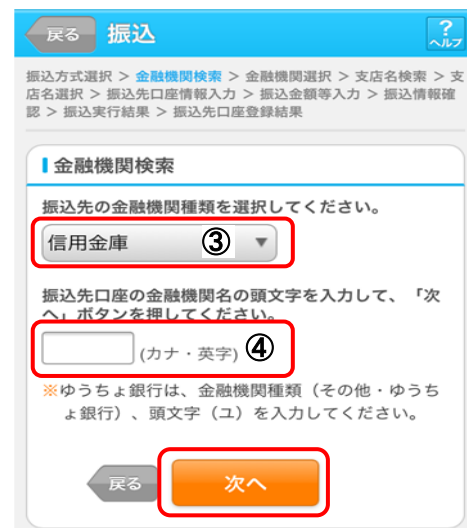 戻る 振込 ? ヘルプ
振込方式選択 > 金融機関検索 > 金融機関選択 > 支店名検索 > 支
店名選択 > 振込先口座情報入力 > 振込金額等入力 > 振込情報確
認 > 振込実行結果 > 振込先口座登録結果
金融機関検索
振込先の金融機関種類を選択してください。
信用金庫 ③ ▼
振込先口座の金融機関名の頭文字を入力して、「次
へ」ボタンを押してください。
(カナ・英字) ④
※ゆうちょ銀行は、金融機関種類（その他・ゆうち
ょ銀行）、頭文字（ユ）を入力してください。
戻る 次へ